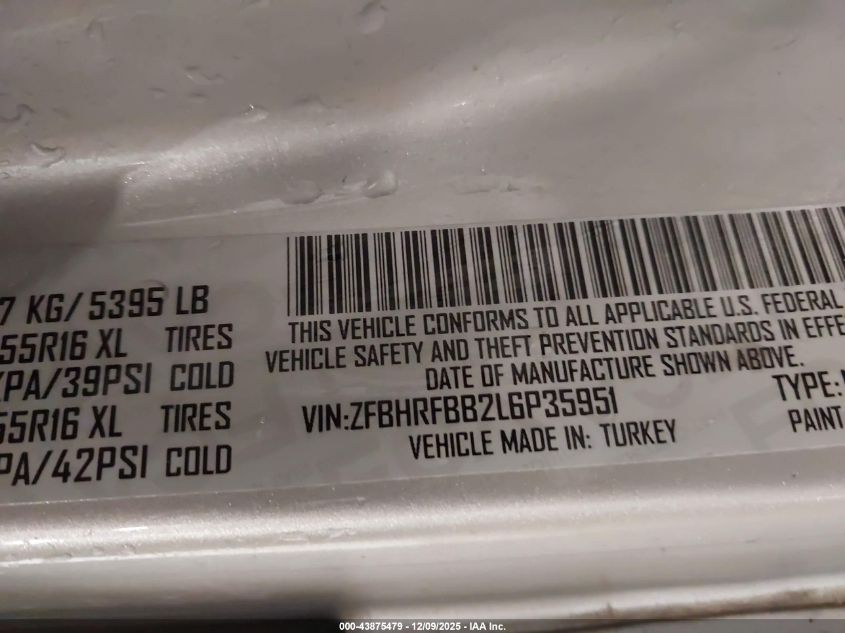 7 KG/5395 LB
55R16 XL TIRES
KPA/39PSI COLD
55R16 XL TIRES
PA/42PSI COLD
THIS VEHICLE CONFORMS TO ALL APPLICABLE U.S. FEDERAL
VEHICLE SAFETY AND THEFT PREVENTION STANDARDS IN EFFE
DATE OF MANUFACTURE SHOWN ABOVE.
VIN:ZFBHRFBB2L6P35951
TYPE:
VEHICLE MADE IN: TURKEY
PAINT
000-43875479 - 12/09/2025 - IAA Inc.